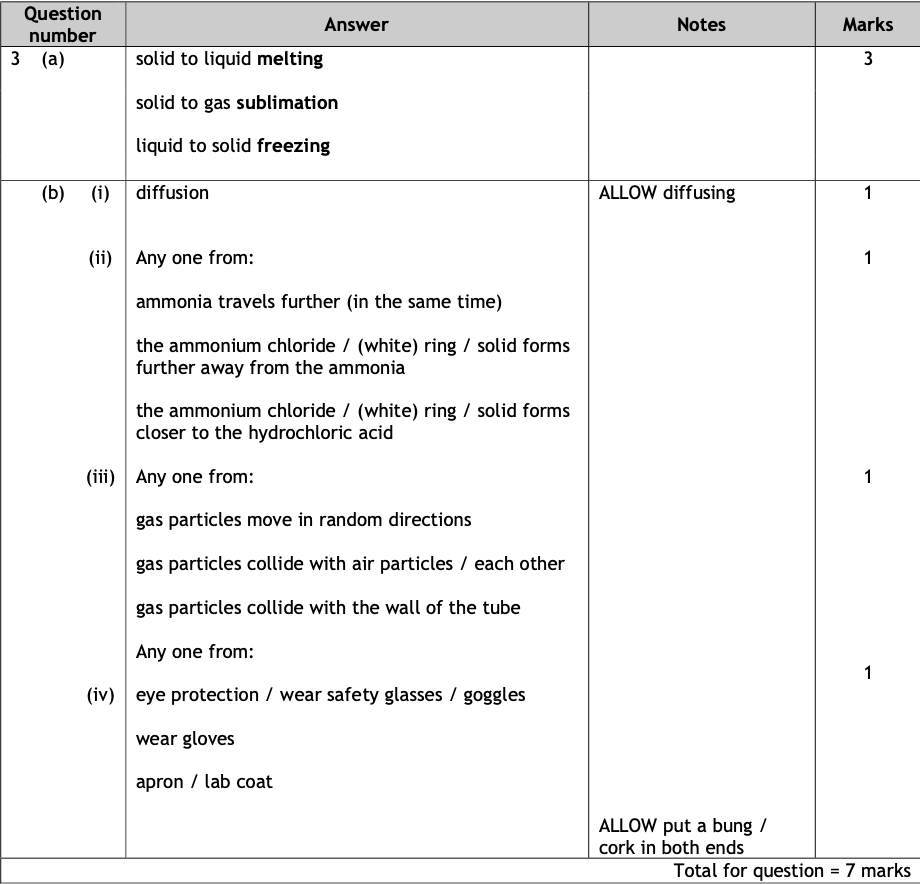 Question number Answer Notes Marks
3 (a) solid to liquid melting 3
solid to gas sublimation
liquid to solid freezing
(b) (i) diffusion ALLOW diffusing 1
(ii) Any one from: 1
ammonia travels further (in the same time)
the ammonium chloride / (white) ring / solid forms
further away from the ammonia
the ammonium chloride / (white) ring / solid forms
closer to the hydrochloric acid
(iii) Any one from: 1
gas particles move in random directions
gas particles collide with air particles / each other
gas particles collide with the wall of the tube
Any one from:
1
(iv) eye protection / wear safety glasses / goggles
wear gloves
apron / lab coat
ALLOW put a bung /
cork in both ends
Total for question = 7 marks